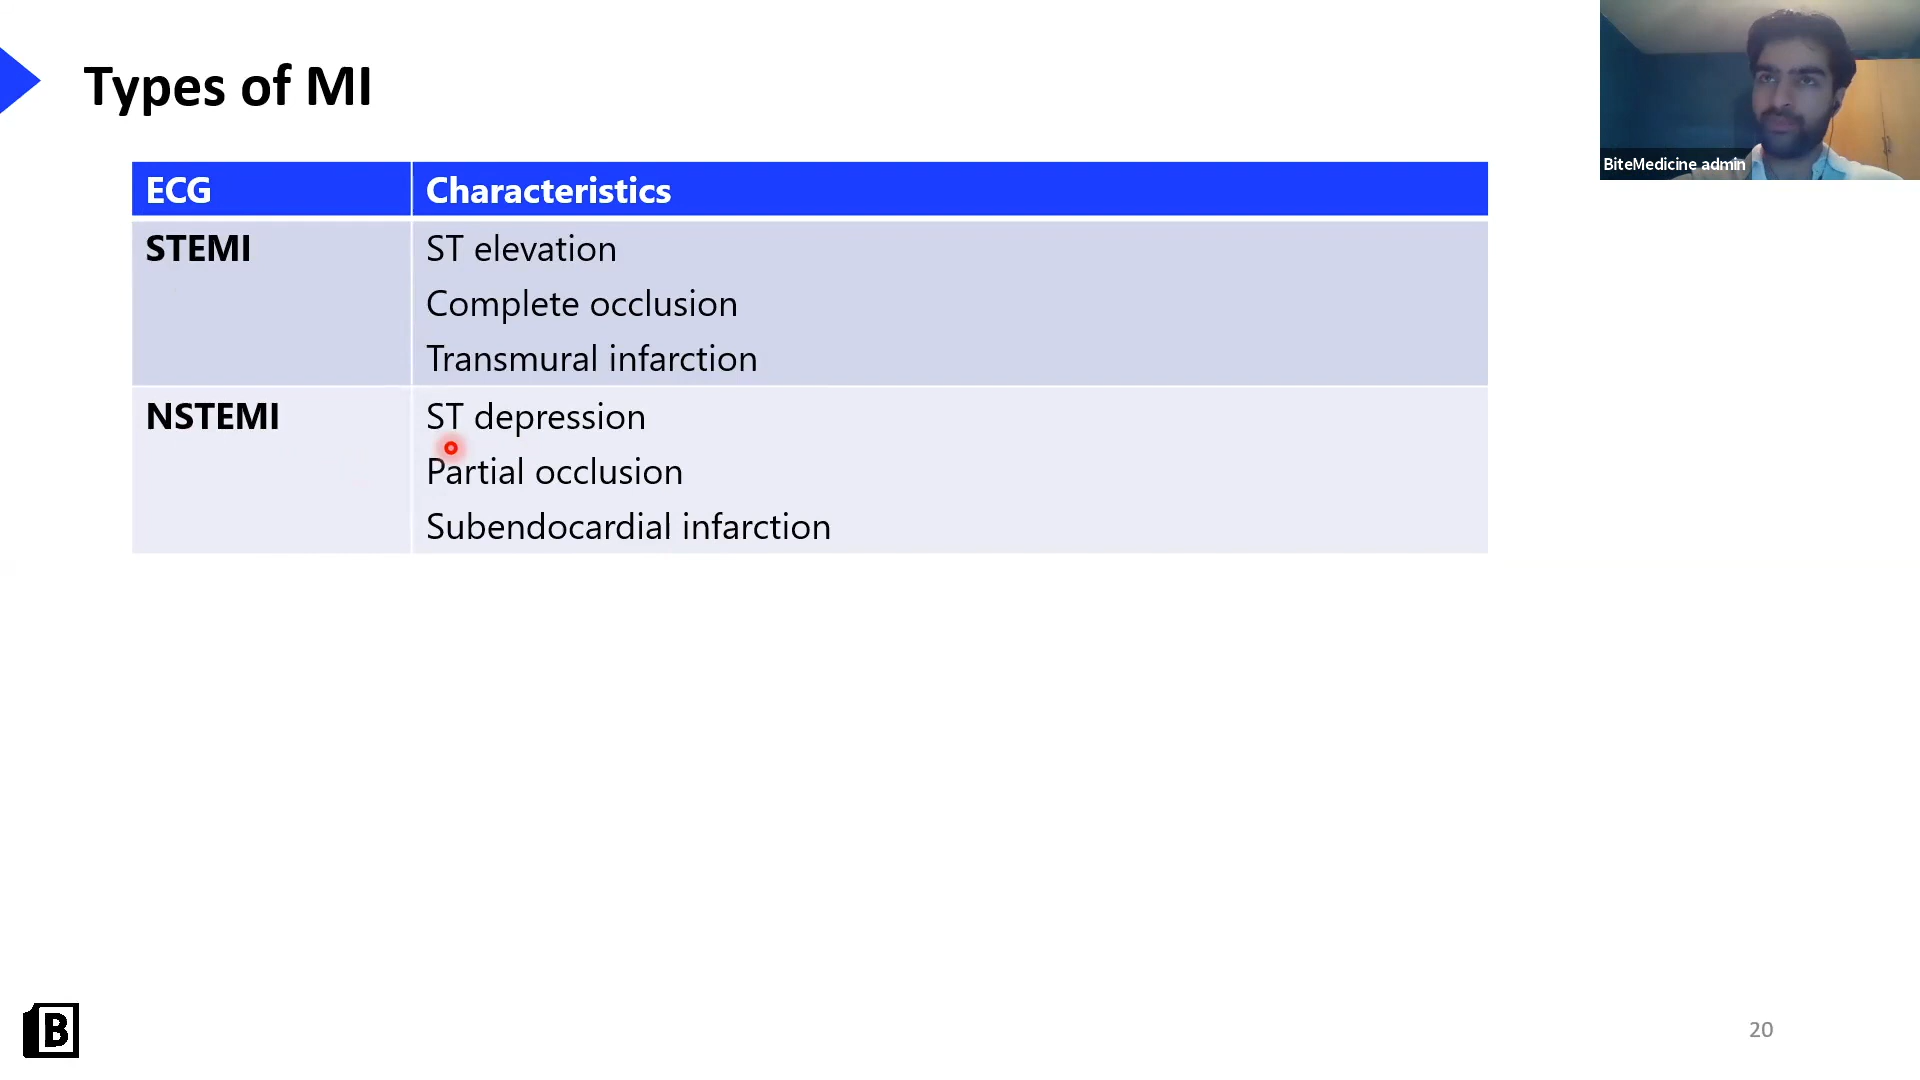 Types of MI
BiteMedicine admin
ECG Characteristics
STEMI ST elevation
Complete occlusion
Transmural infarction
NSTEMI ST depression
Partial occlusion
Subendocardial infarction
B
20